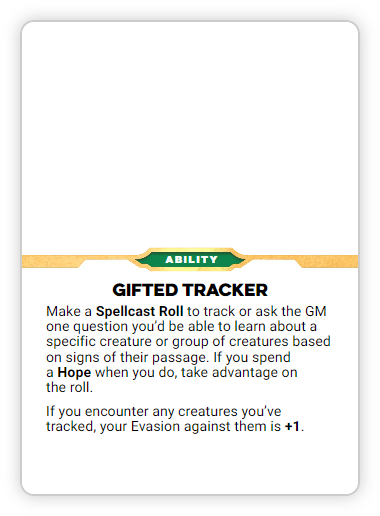 ABILITY
GIFTED TRACKER
Make a Spellcast Roll to track or ask the GM
one question you’d be able to learn about a
specific creature or group of creatures based
on signs of their passage. If you spend
a Hope when you do, take advantage on
the roll.
If you encounter any creatures you’ve
tracked, your Evasion against them is +1.